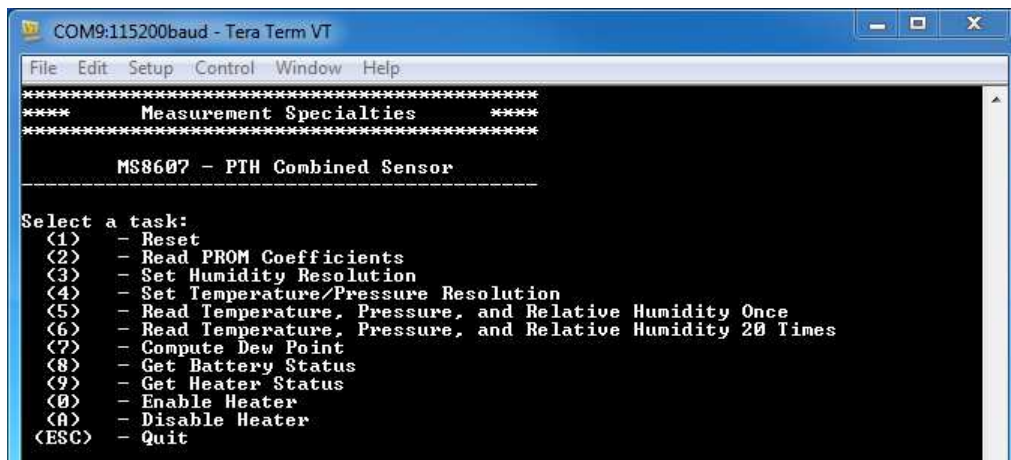 COM9:115200baud - Tera Term VT
File Edit Setup Control Window Help
*******************************************
**** Measurement Specialties ****
*******************************************
MS8607 - PTH Combined Sensor
-------------------------------------------
Select a task:
(1) - Reset
(2) - Read PROM Coefficients
(3) - Set Humidity Resolution
(4) - Set Temperature/Pressure Resolution
(5) - Read Temperature, Pressure, and Relative Humidity Once
(6) - Read Temperature, Pressure, and Relative Humidity 20 Times
(7) - Compute Dew Point
(8) - Get Battery Status
(9) - Get Heater Status
(0) - Enable Heater
(A) - Disable Heater
(ESC) - Quit